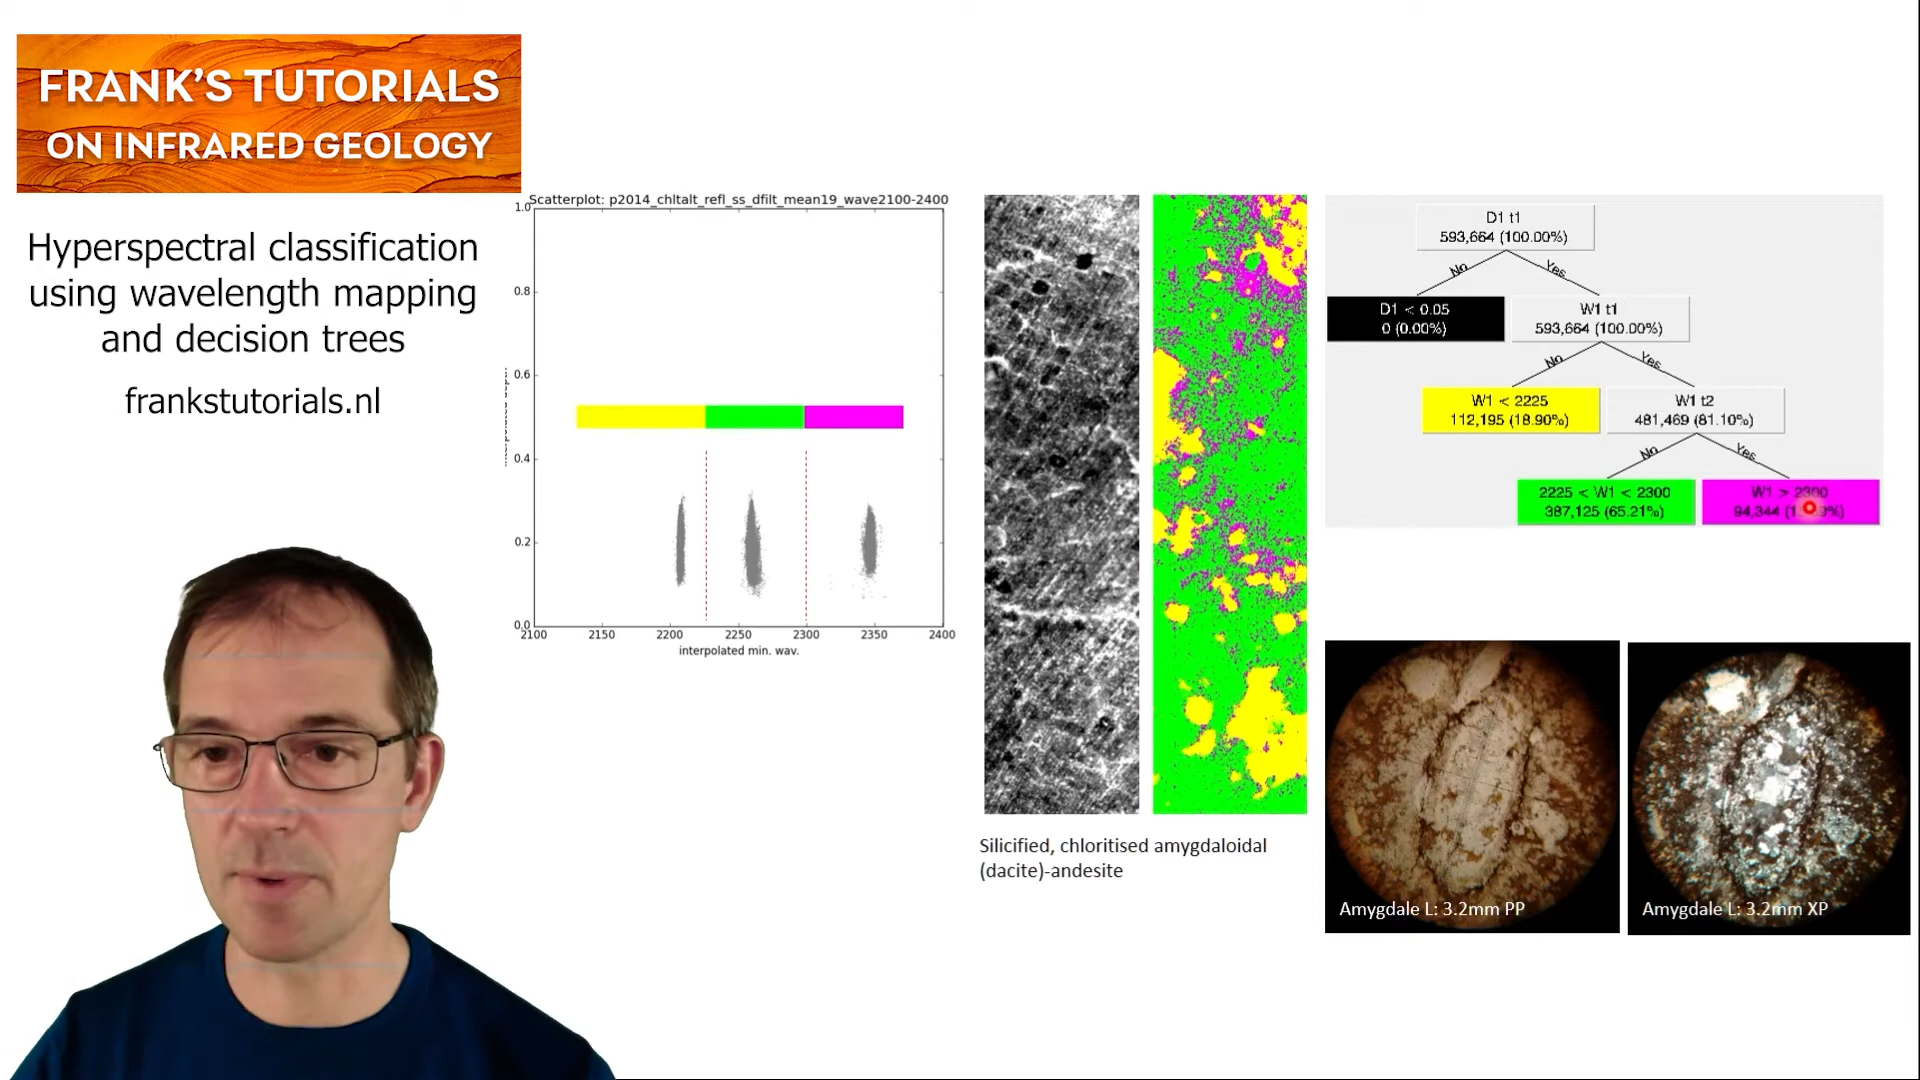 FRANK'S TUTORIALS
ON INFRARED GEOLOGY
Hyperspectral classification
using wavelength mapping
and decision trees
frankstutorials.nl
Scatterplot: p2014_chltalt_refl_ss_dfilt_mean19_wave2100-2400
1.0
0.8
0.6
0.4
0.2
0.0
2100 2150 2200 2250 2300 2350 2400
interpolated min. wav.
Silicified, chloritised amygdaloidal
(dacite)-andesite
D1 t1
593,664 (100.00%)
No Yes
D1 < 0.05
0 (0.00%)
W1 t1
593,664 (100.00%)
No Yes
W1 < 2225
112,195 (18.90%)
W1 t2
481,469 (81.10%)
No Yes
2225 < W1 < 2300
387,125 (65.21%)
W1 > 2300
94,344
Amygdale L: 3.2mm PP
Amygdale L: 3.2mm XP